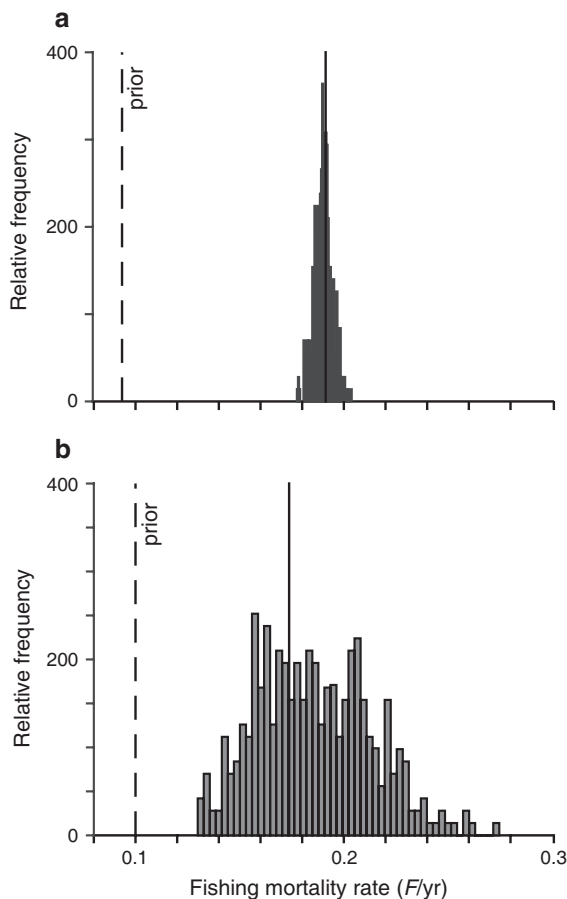 a
400
prior
Relative frequency
200
0
b
400
prior
Relative frequency
200
0
0.1 0.2 0.3
Fishing mortality rate (F/yr)